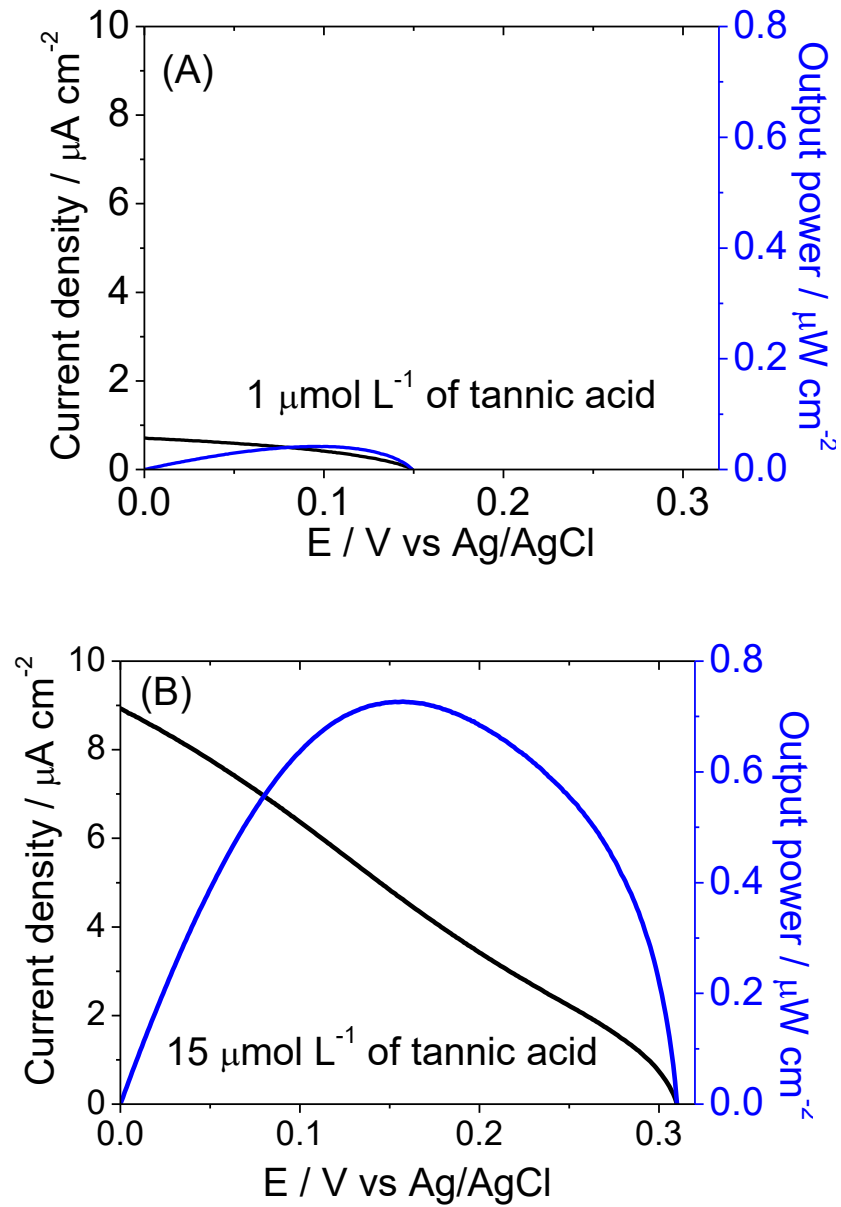 (A)
10
8
6
4
2
0
Current density / μA cm⁻²
0.8
0.6
0.4
0.2
0.0
Output power / μW cm⁻²
1 μmol L⁻¹ of tannic acid
0.0 0.1 0.2 0.3
E / V vs Ag/AgCl
(B)
10
8
6
4
2
0
Current density / μA cm⁻²
0.8
0.6
0.4
0.2
0.0
Output power / μW cm⁻²
15 μmol L⁻¹ of tannic acid
0.0 0.1 0.2 0.3
E / V vs Ag/AgCl